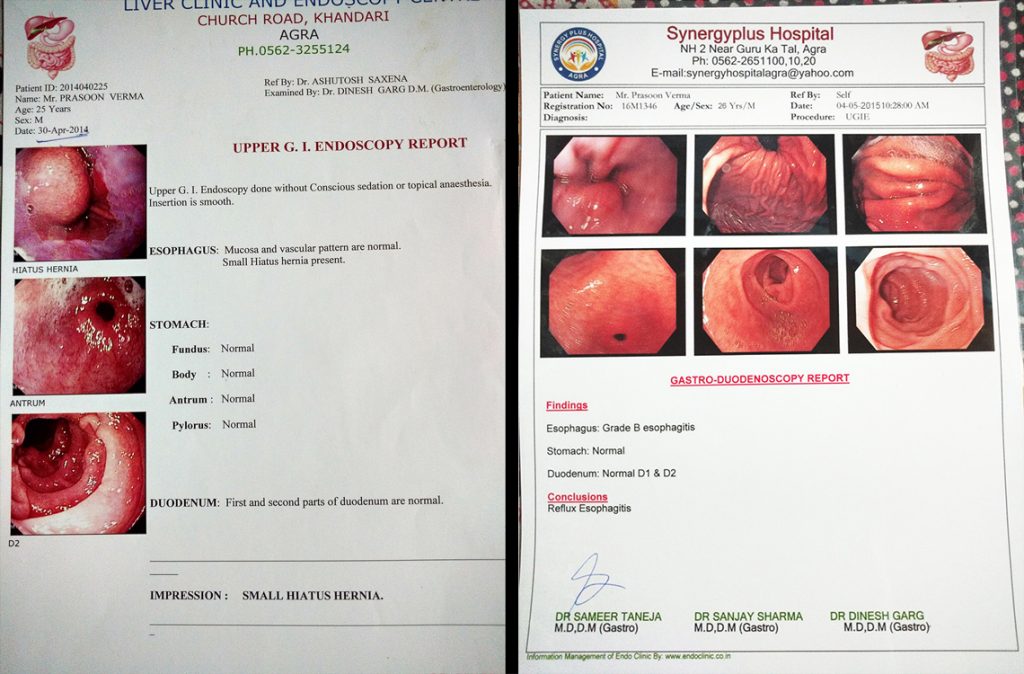 LIVER CLINIC AND ENDOSCOPY
CHURCH ROAD, KHANDARI
AGRA
PH.0562-3255124
Patient ID: 2014040225
Name: Mr. PRASOON VERMA
Age: 25 Years
Sex: M
Date: 30-Apr-2014
Ref By: Dr. ASHUTOSH SAXENA
Examined By: Dr. DINESH GARG D.M. (Gastroenterology)
UPPER G. I. ENDOSCOPY REPORT
Upper G. I. Endoscopy done without Conscious sedation or topical anaesthesia.
Insertion is smooth.
HIATUS HERNIA
ESOPHAGUS: Mucosa and vascular pattern are normal.
Small Hiatus hernia present.
STOMACH:
Fundus: Normal
Body : Normal
Antrum : Normal
Pylorus: Normal
ANTRUM
DUODENUM: First and second parts of duodenum are normal.
D2
IMPRESSION : SMALL HIATUS HERNIA.
SYNERGY PLUS HOSPITAL
AGRA
Synergyplus Hospital
NH 2 Near Guru Ka Tal, Agra
Ph: 0562-2651100,10,20
E-mail:synergyhospitalagra@yahoo.com
Patient Name: Mr. Prasoon Verma Ref By: Self
Registration No: 16M1346 Age/Sex: 26 Yrs/M Date: 04-05-2015 10:28:00 AM
Diagnosis: Procedure: UGIE
GASTRO-DUODENOSCOPY REPORT
Findings
Esophagus: Grade B esophagitis
Stomach: Normal
Duodenum: Normal D1 & D2
Conclusions
Reflux Esophagitis
DR SAMEER TANEJA DR SANJAY SHARMA DR DINESH GARG
M.D,D.M (Gastro) M.D,D.M (Gastro) M.D,D.M (Gastro)
Information Management of Endo Clinic By: www.endoclinic.co.in